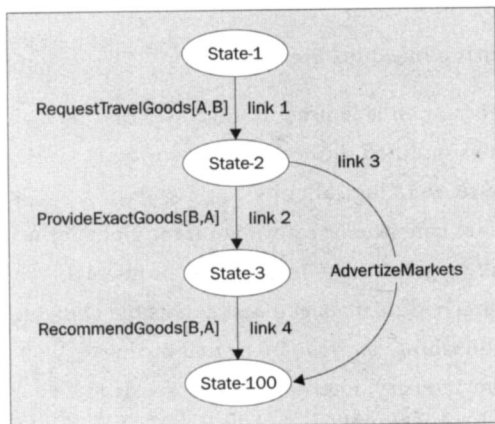 State-1
RequestTravelGoods[A,B] link 1
State-2
link 3
ProvideExactGoods[B,A] link 2
State-3
AdvertizeMarkets
RecommendGoods[B,A] link 4
State-100